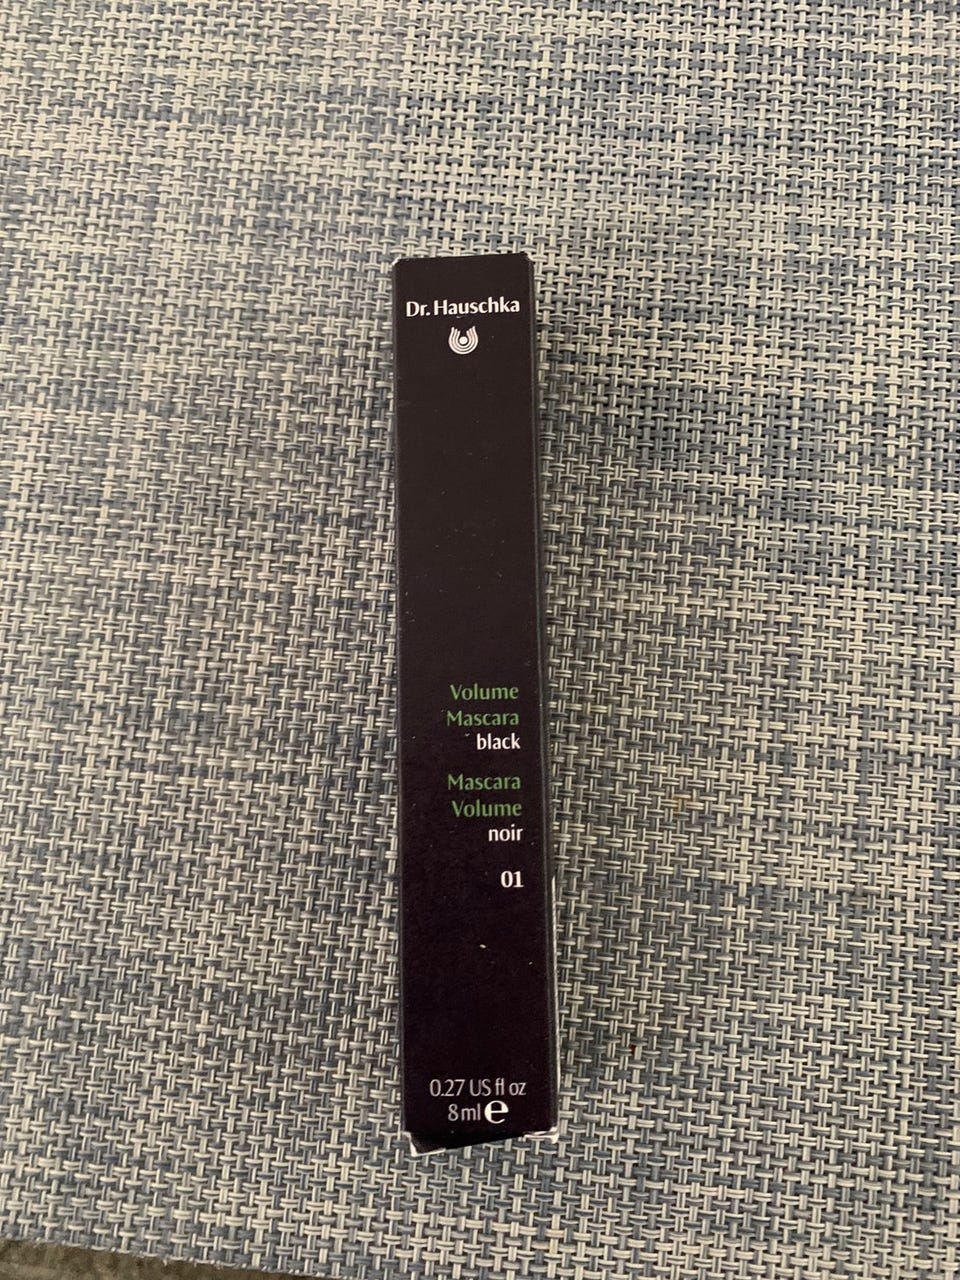 Dr. Hauschka
Volume
Mascara
black
Mascara
Volume
noir
01
0.27 US fl oz
8 ml e